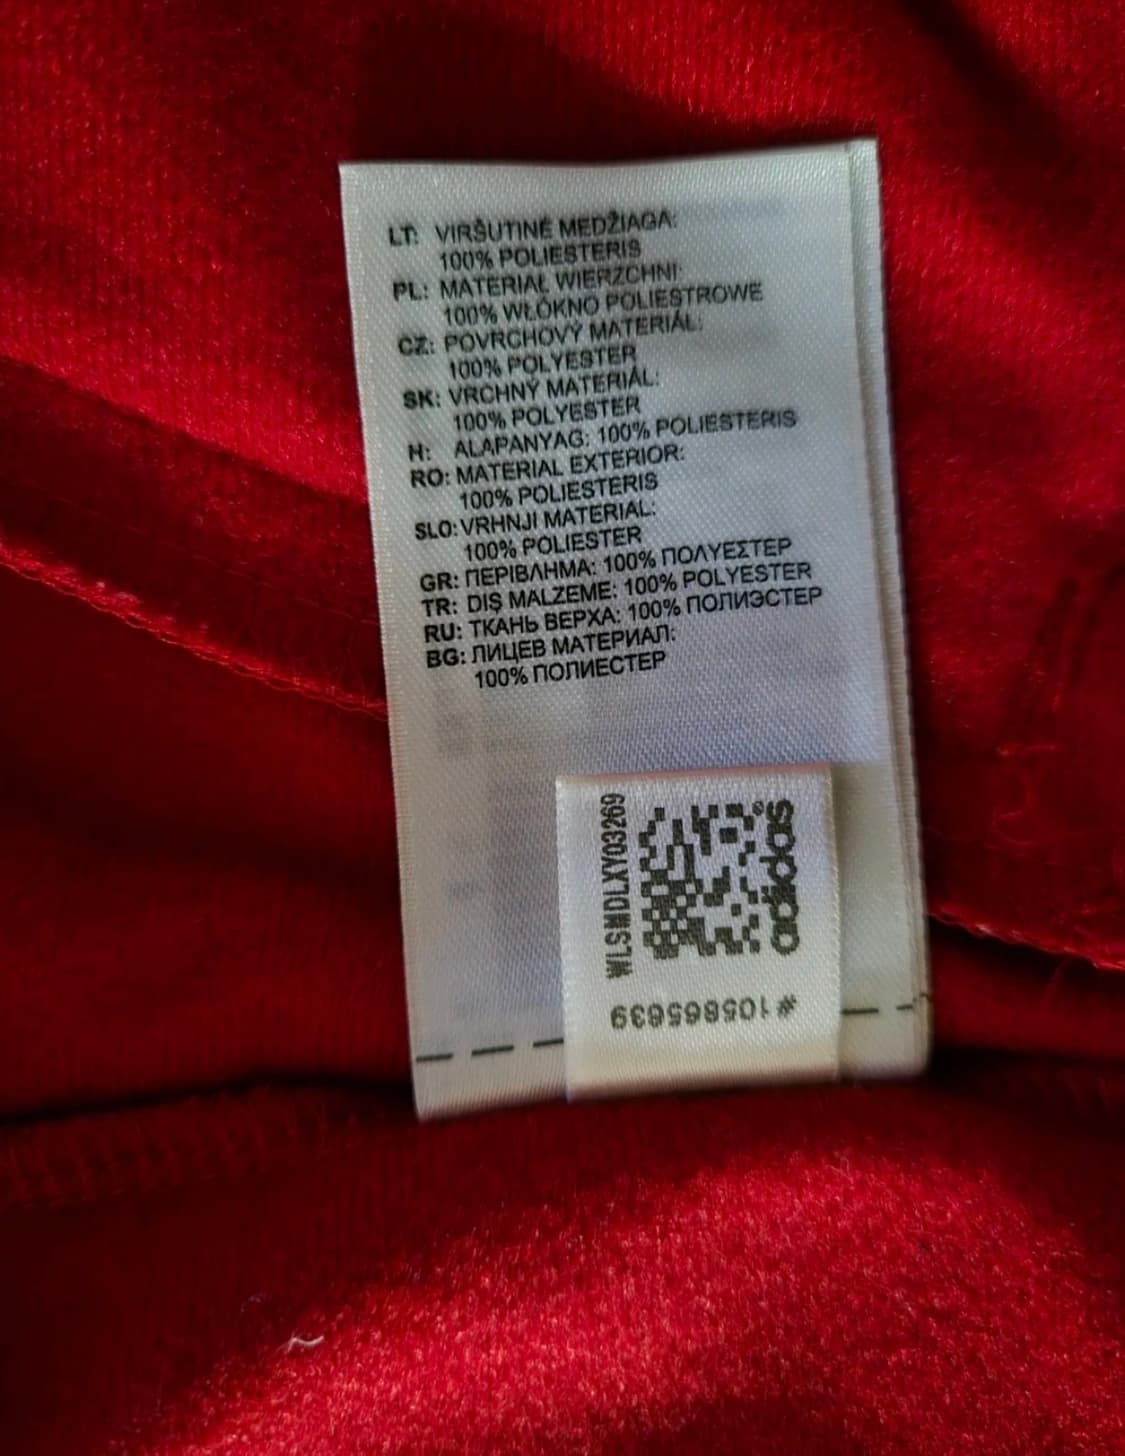 LT: VIRŠUTINĖ MEDŽIAGA:
100% POLIESTERIS
PL: MATERIAŁ WIERZCHNI:
100% WŁÓKNO POLIESTROWE
CZ: POVRCHOVÝ MATERIÁL:
100% POLYESTER
SK: VRCHNÝ MATERIÁL:
100% POLYESTER
H: ALAPANYAG: 100% POLIESTERIS
RO: MATERIAL EXTERIOR:
100% POLIESTERIS
SLO: VRHNJI MATERIAL:
100% POLIESTER
GR: ΠΕΡΙΒΛΗΜΑ: 100% ΠΟΛΥΕΣΤΕΡ
TR: DIŞ MALZEME: 100% POLYESTER
RU: ТКАНЬ ВЕРХА: 100% ПОЛИЭСТЕР
BG: ЛИЦЕВ МАТЕРИАЛ:
100% ПОЛИЕСТЕР
WLSMDLXY03269
adidas
#105865639